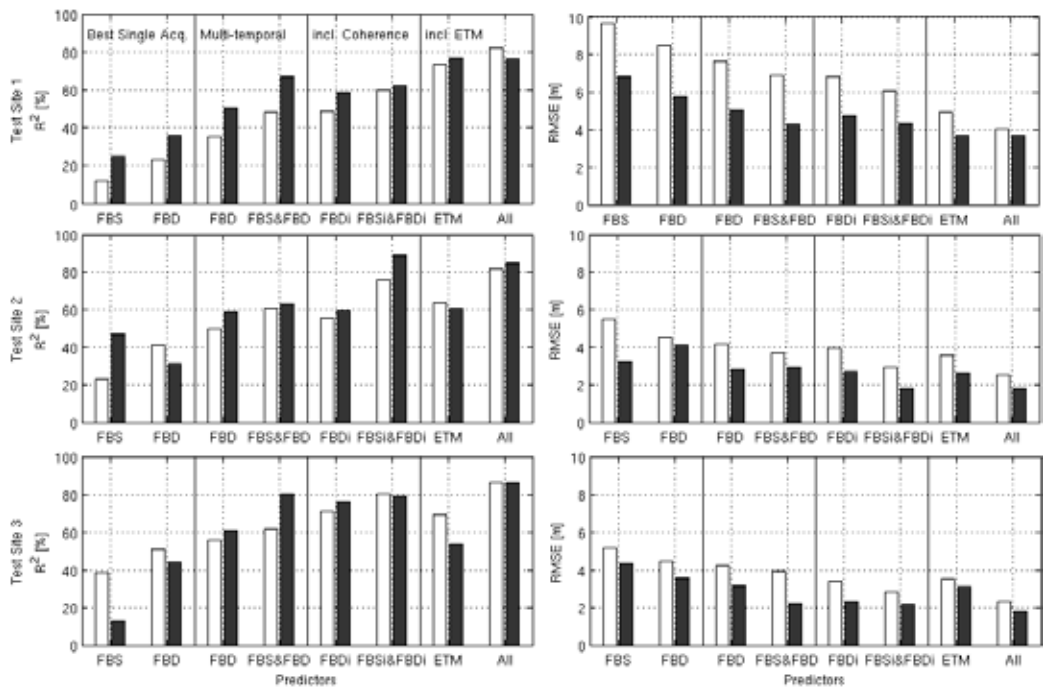 100
Best Single Acq. Multi-temporal incl. Coherence incl. ETM
80
60
40
20
0
Test Site 1
R² [%]
FBS FBD FBD FBS&FBD FBDi FBSi&FBDi ETM All
10
8
6
4
2
0
RMSE [m]
FBS FBD FBD FBS&FBD FBDi FBSi&FBDi ETM All
100
80
60
40
20
0
Test Site 2
R² [%]
FBS FBD FBD FBS&FBD FBDi FBSi&FBDi ETM All
10
8
6
4
2
0
RMSE [m]
FBS FBD FBD FBS&FBD FBDi FBSi&FBDi ETM All
100
80
60
40
20
0
Test Site 3
R² [%]
FBS FBD FBD FBS&FBD FBDi FBSi&FBDi ETM All
Predictors
10
8
6
4
2
0
RMSE [m]
FBS FBD FBD FBS&FBD FBDi FBSi&FBDi ETM All
Predictors